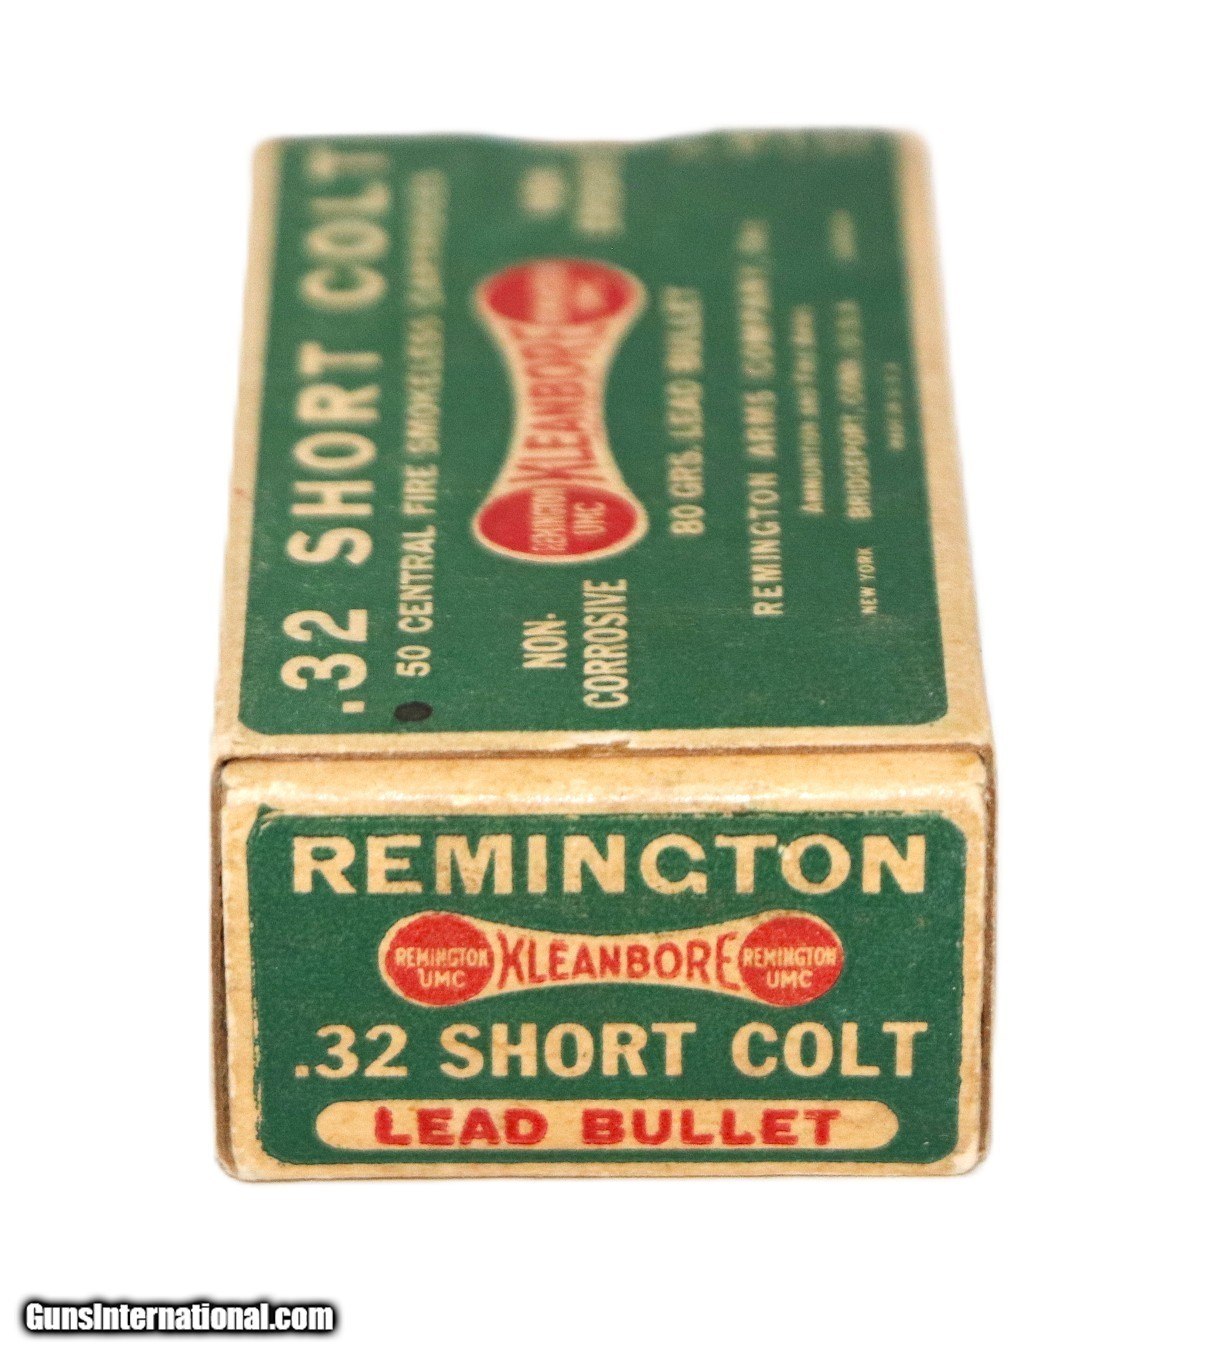 .32 SHORT COLT
50 CENTRAL FIRE SMOKELESS CARTRIDGES
NON-
CORROSIVE
REMINGTON
UMC
KLEANBORE
80 GRS. LEAD BULLET
REMINGTON ARMS COMPANY, INC.
AMMUNITION
NEW YORK
BRIDGEPORT, CONN. U.S.A.
REMINGTON
REMINGTON
UMC
KLEANBORE
REMINGTON
UMC
.32 SHORT COLT
LEAD BULLET
GunsInternational.com